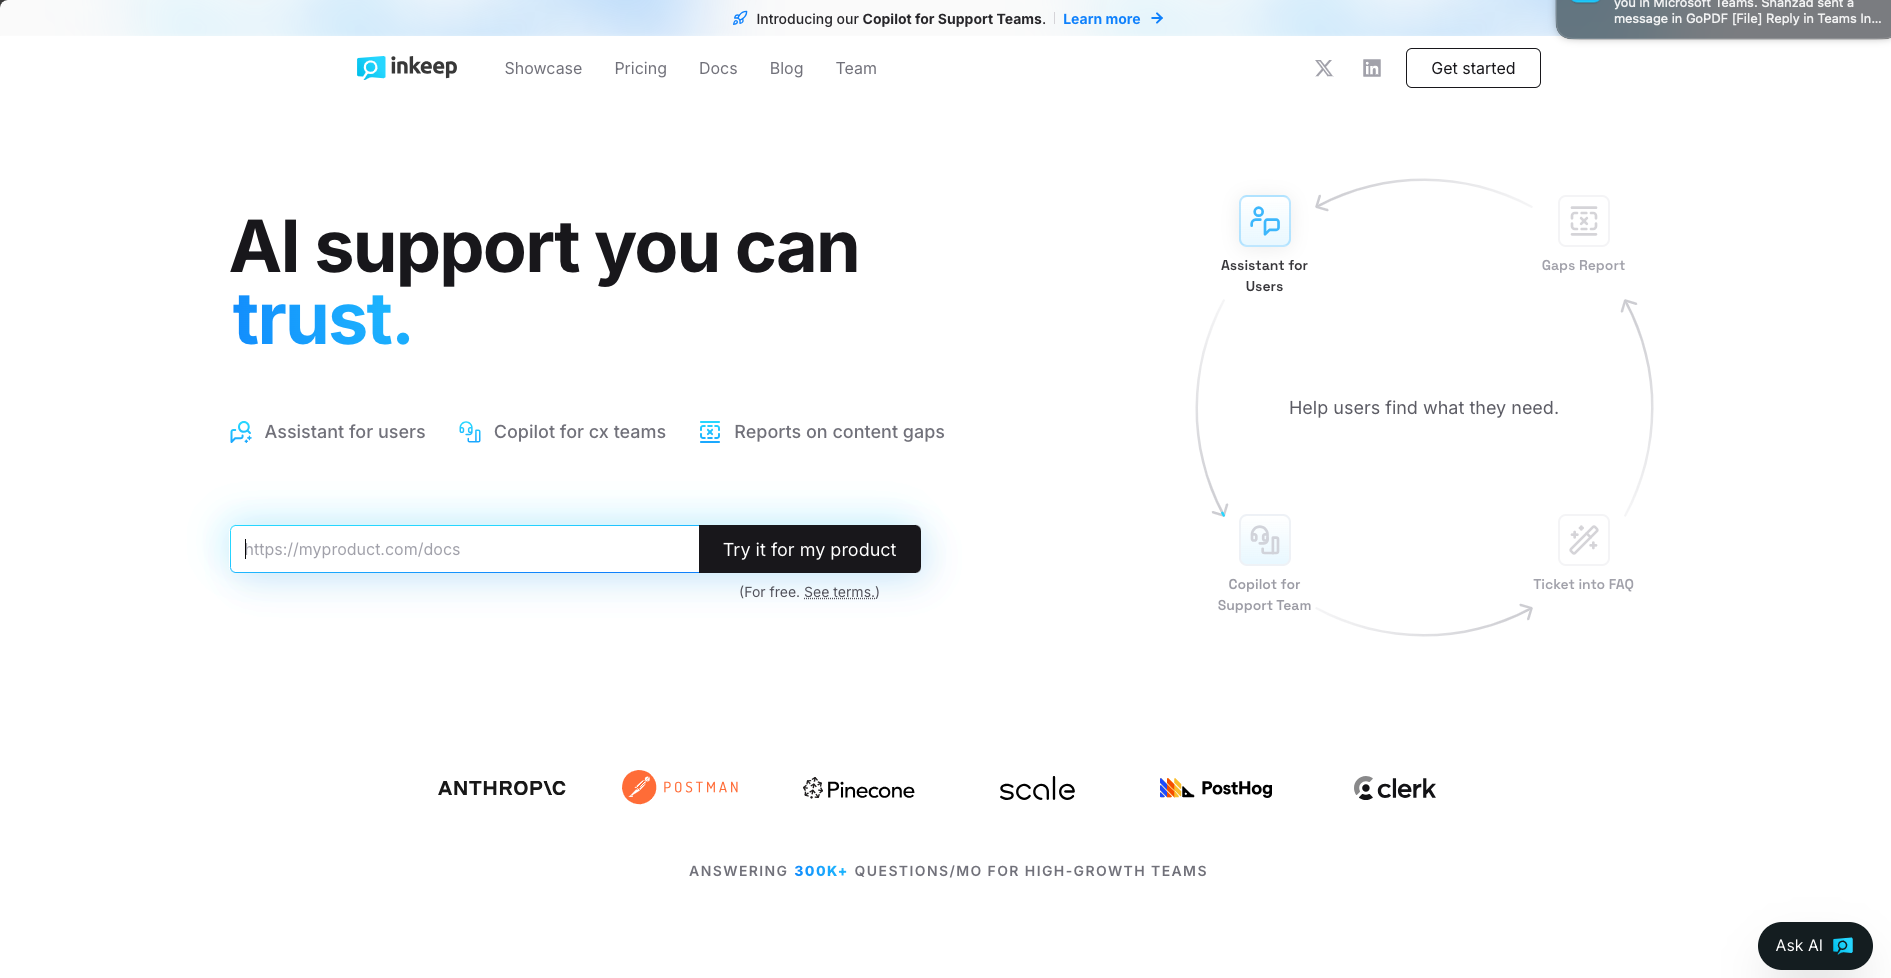 Introducing our Copilot for Support Teams. Learn more
you in Microsoft Teams. Shahzad sent a
message in GoPDF [File] Reply in Teams In...
inkeep
Showcase
Pricing
Docs
Blog
Team
Get started
AI support you can
trust.
Assistant for users
Copilot for cx teams
Reports on content gaps
https://myproduct.com/docs
Try it for my product
(For free. See terms.)
Assistant for
Users
Gaps Report
Help users find what they need.
Copilot for
Support Team
Ticket into FAQ
ANTHROP\C
POSTMAN
Pinecone
scale
PostHog
clerk
ANSWERING 300K+ QUESTIONS/MO FOR HIGH-GROWTH TEAMS
Ask AI